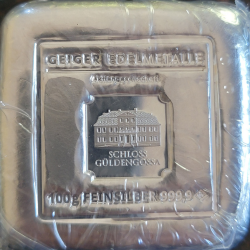 GEIGER EDELMETALLE
SCHLOSS
GÜLDENGOSSA
100g FEINSILBER 999,9